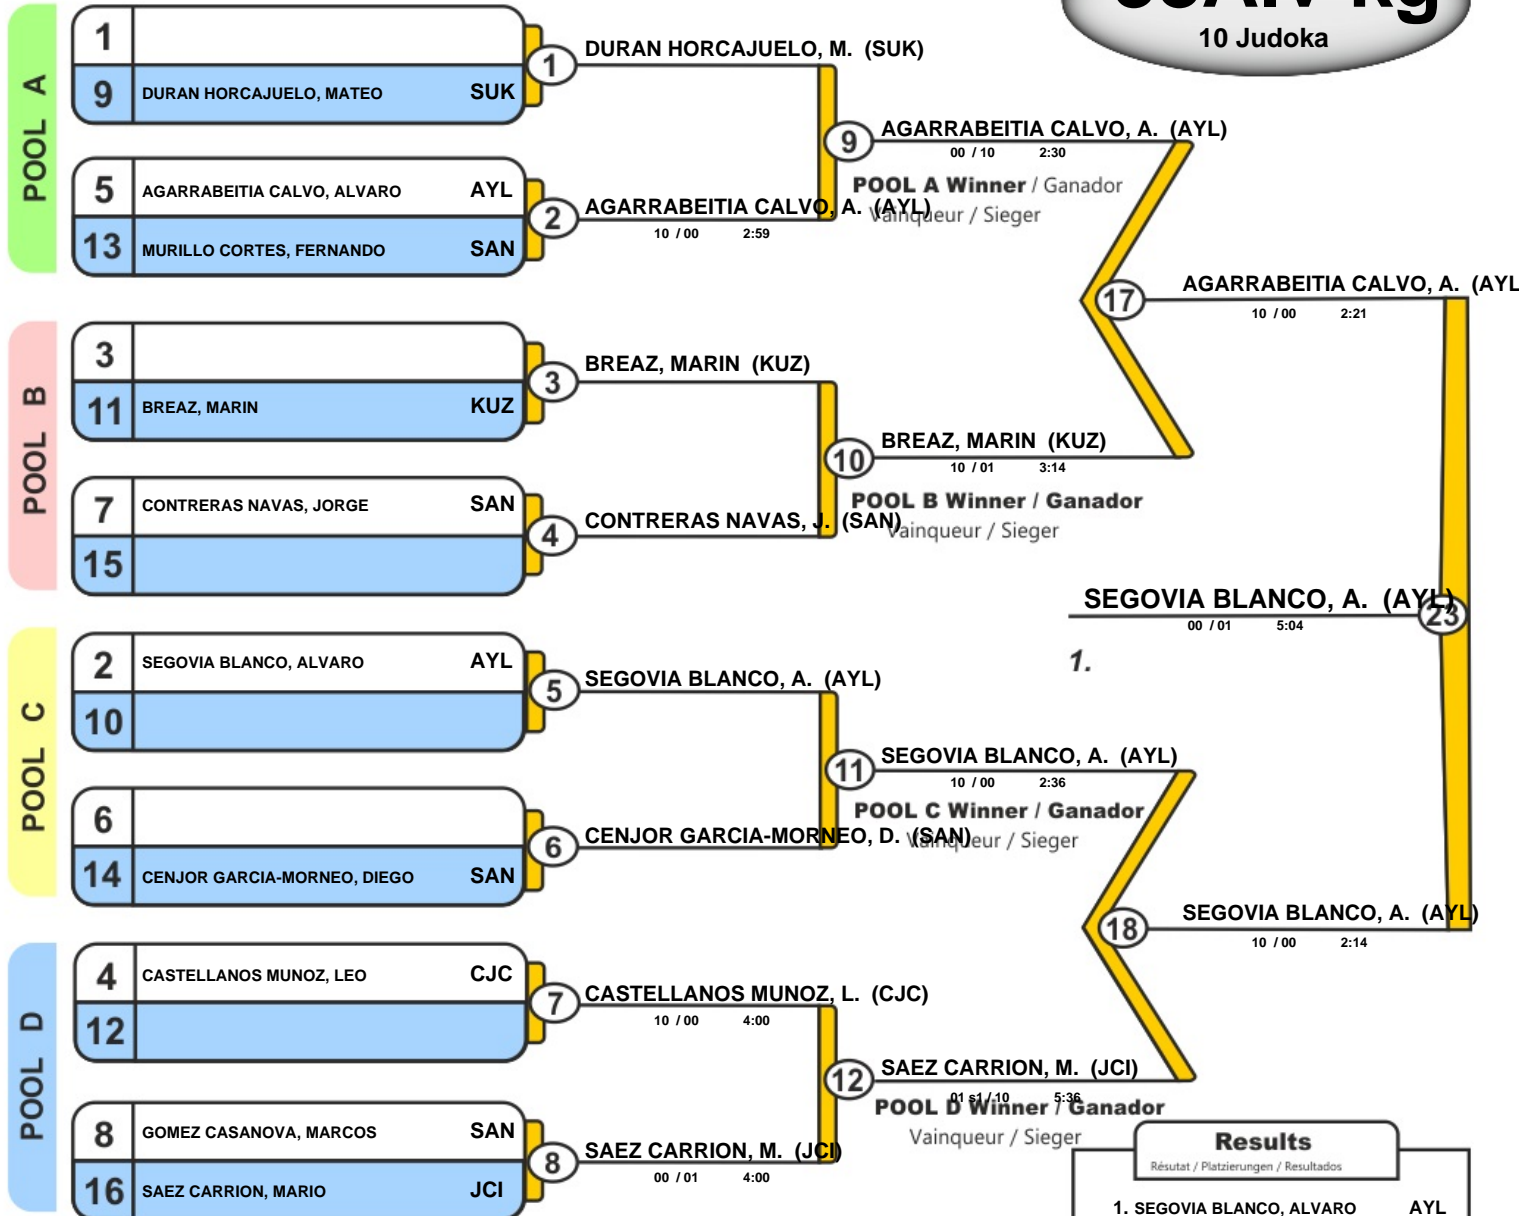 10 Judoka
POOL A
1
9 DURAN HORCAJUELO, MATEO SUK
5 AGARRABEITIA CALVO, ALVARO AYL
13 MURILLO CORTES, FERNANDO SAN
1 DURAN HORCAJUELO, M. (SUK)
2 AGARRABEITIA CALVO, A. (AYL)
10 / 00 2:59
9 AGARRABEITIA CALVO, A. (AYL)
00 / 10 2:30
POOL A Winner / Ganador
Vainqueur / Sieger
POOL B
3
11 BREAZ, MARIN KUZ
7 CONTRERAS NAVAS, JORGE SAN
15
3 BREAZ, MARIN (KUZ)
4 CONTRERAS NAVAS, J. (SAN)
10 BREAZ, MARIN (KUZ)
10 / 01 3:14
POOL B Winner / Ganador
Vainqueur / Sieger
17 AGARRABEITIA CALVO, A. (AYL
10 / 00 2:21
SEGOVIA BLANCO, A. (AYL) 23
00 / 01 5:04
1.
POOL C
2 SEGOVIA BLANCO, ALVARO AYL
10
6
14 CENJOR GARCIA-MORNEO, DIEGO SAN
5 SEGOVIA BLANCO, A. (AYL)
6 CENJOR GARCIA-MORNEO, D. (SAN)
11 SEGOVIA BLANCO, A. (AYL)
10 / 00 2:36
POOL C Winner / Ganador
Vainqueur / Sieger
18 SEGOVIA BLANCO, A. (AYL)
10 / 00 2:14
POOL D
4 CASTELLANOS MUNOZ, LEO CJC
12
8 GOMEZ CASANOVA, MARCOS SAN
16 SAEZ CARRION, MARIO JCI
7 CASTELLANOS MUNOZ, L. (CJC)
10 / 00 4:00
8 SAEZ CARRION, M. (JCI)
00 / 01 4:00
12 SAEZ CARRION, M. (JCI)
01 s1 / 10 5:36
POOL D Winner / Ganador
Vainqueur / Sieger
Results
Résutat / Platzierungen / Resultados
1. SEGOVIA BLANCO, ALVARO AYL